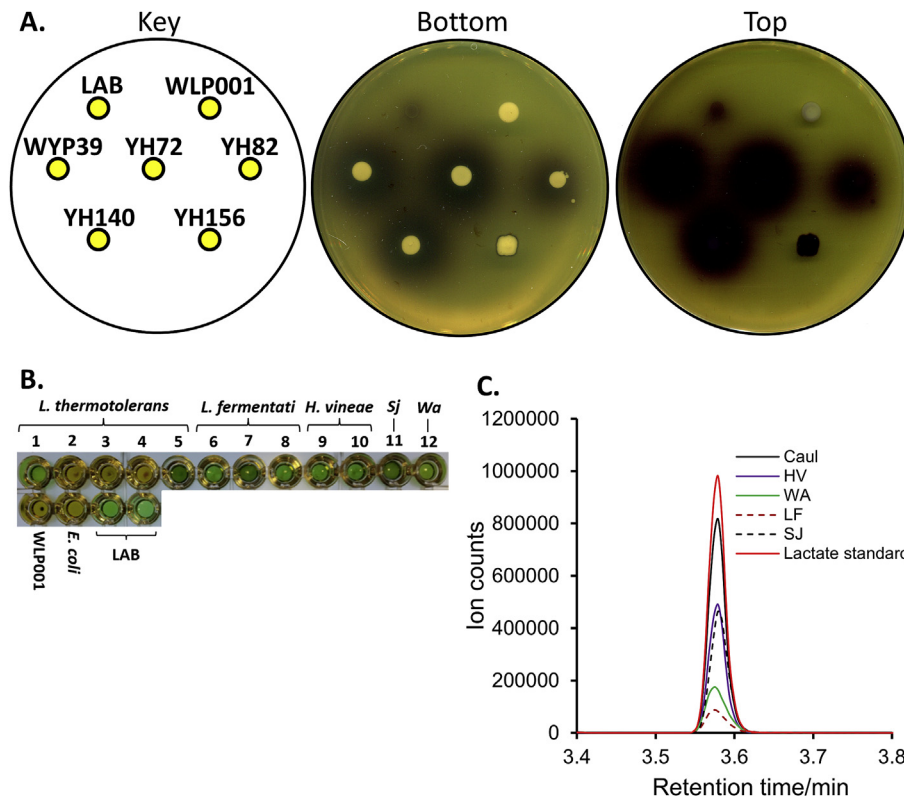 A.
Key
Bottom
Top
LAB
WLP001
WYP39
YH72
YH82
YH140
YH156
B.
L. thermotolerans
L. fermentati
H. vineae
Sj
Wa
1 2 3 4 5 6 7 8 9 10 11 12
WLP001
E. coli
LAB
C.
1200000
1000000
800000
600000
400000
200000
0
Ion counts
Caul
HV
WA
LF
SJ
Lactate standard
3.4 3.5 3.6 3.7 3.8
Retention time/min